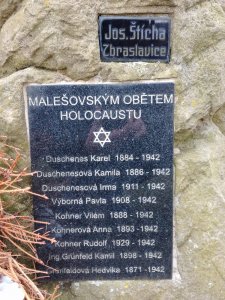 Jos. Štícha
Zbraslavice
MALEŠOVSKÝM OBĚTEM
HOLOCAUSTU
Duschenes Karel 1884 - 1942
Duschenesová Kamila 1886 - 1942
Duschenesová Irma 1911 - 1942
Výborná Pavla 1908 - 1942
Kohner Vilém 1888 - 1942
Kohnerová Anna 1893 - 1942
Kohner Rudolf 1929 - 1942
Ing. Grünfeld Kamil 1898 - 1942
Grünfeldová Hedvika 1871 - 1942